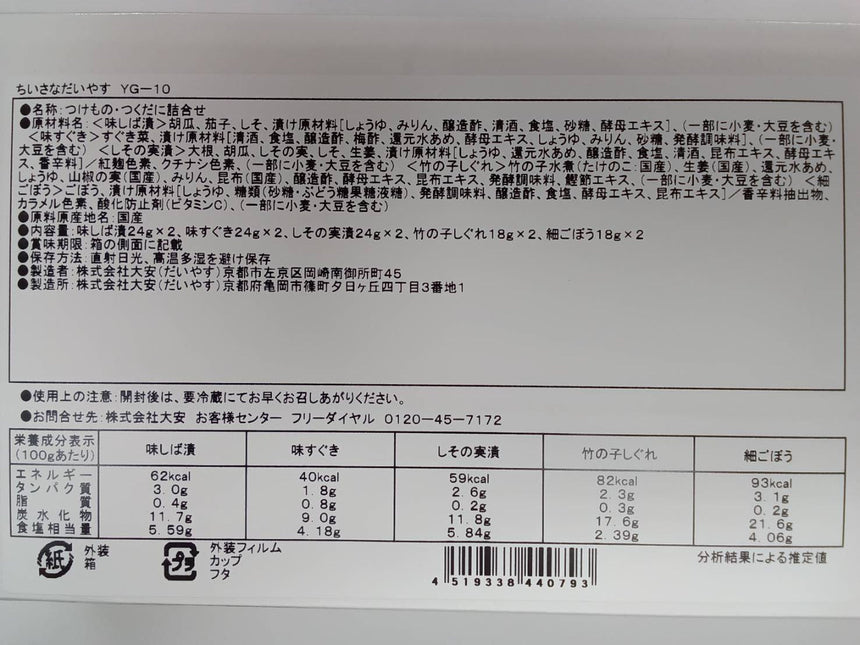 ちいさなだいやす YG−10
●名称:つけもの・つくだに詰合せ
●原材料名:<味しば漬>胡瓜、茄子、しそ、漬け原材料[しょうゆ、みりん、醸造酢、梅酢、還元水あめ、酵母エキス、しょうゆ、みりん、砂糖、発酵調味料]、(一部に小麦・大豆を含む)
<味すぐき>すぐき菜、漬け原材料[清酒、食塩、醸造酢、
大豆を含む) <しその実漬>大根、胡瓜、しその実、しそ、生姜、漬け原材料[しょうゆ、還元水あめ、醸造酢、食塩、清酒、昆布エキス、酵母エキ
ス、香辛料]/紅麹色素、クチナシ色素、(一部に小麦・大豆を含む) <竹の子しぐれ>竹の子水煮(たけのこ:国産)、生姜(国産)、還元水あめ、
しょうゆ、山椒の実(国産)、みりん、昆布(国産)、醸造酢、酵母エキス、昆布エキス、発酵調味料、鰹節エキス、(一部に小麦・大豆を含む) <細
ごぼう>ごぼう、漬け原材料[しょうゆ、糖類(砂糖・ぶどう糖果糖液糖)、発酵調味料、醸造酢、食塩、酵母エキス、昆布エキス]/香辛料抽出物、
カラメル色素、酸化防止剤(ビタミンC)、(一部に小麦・大豆を含む)
●原料原産地名:国産
●内容量:味しば漬24g×2、味すぐき24g×2、しその実漬24g×2、竹の子しぐれ18g×2、細ごぼう18g×2
●賞味期限:箱の側面に記載
●保存方法:直射日光、高温多湿を避け保存
●製造者:株式会社大安(だいやす)京都市左京区岡崎南御所町45
●製造所:株式会社大安(だいやす)京都府亀岡市篠町夕日ヶ丘四丁目3番地1
●使用上の注意:開封後は、要冷蔵にてお早くお召しあがりください。
●お問合せ先:株式会社大安 お客様センター フリーダイヤル 0120−45−7172
栄養成分表示(100gあたり) 味しば漬 味すぐき しその実漬 竹の子しぐれ 細ごぼう
エネルギー 62kcal 40kcal 59kcal 82kcal 93kcal
タンパク質 3.0g 1.8g 2.6g 2.3g 3.1g
脂質 0.4g 0.8g 0.2g 0.3g 0.2g
炭水化物 11.7g 9.0g 11.8g 17.6g 21.6g
食塩相当量 5.59g 4.18g 5.84g 2.39g 4.06g
紙 外装 箱
プラ 外装フィルム カップ フタ
4 519338 440793
分析結果による推定値